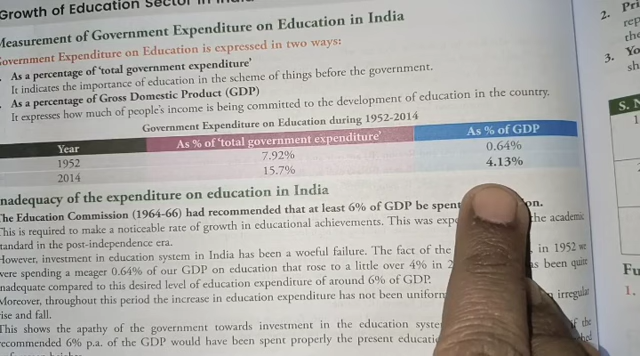 Growth of Education Sector in
Measurement of Government Expenditure on Education in India
Government Expenditure on Education is expressed in two ways:
As a percentage of 'total government expenditure'
It indicates the importance of education in the scheme of things before the government.
As a percentage of Gross Domestic Product (GDP)
It expresses how much of people's income is being committed to the development of education in the country.
Government Expenditure on Education during 1952-2014
Year As % of 'total government expenditure' As % of GDP
1952 7.92% 0.64%
2014 15.7% 4.13%
nadequacy of the expenditure on education in India
The Education Commission (1964-66) had recommended that at least 6% of GDP be spent on.
This is required to make a noticeable rate of growth in educational achievements. This was the academic
tandard in the post-independence era.
However, investment in education system in India has been a woeful failure. The fact of the in 1952 we
were spending a meager 0.64% of our GDP on education that rose to a little over 4% in 2 s been quite
nadequate compared to this desired level of education expenditure of around 6% of GDP.
Moreover, throughout this period the increase in education expenditure has not been uniform irregular
rise and fall.
This shows the apathy of the government towards investment in the education syste f the
recommended 6% p.a. of the GDP would have been spent properly the present educati
2. Pri
rep
the
3. Yo
sh
S. N
1
Fu
1.